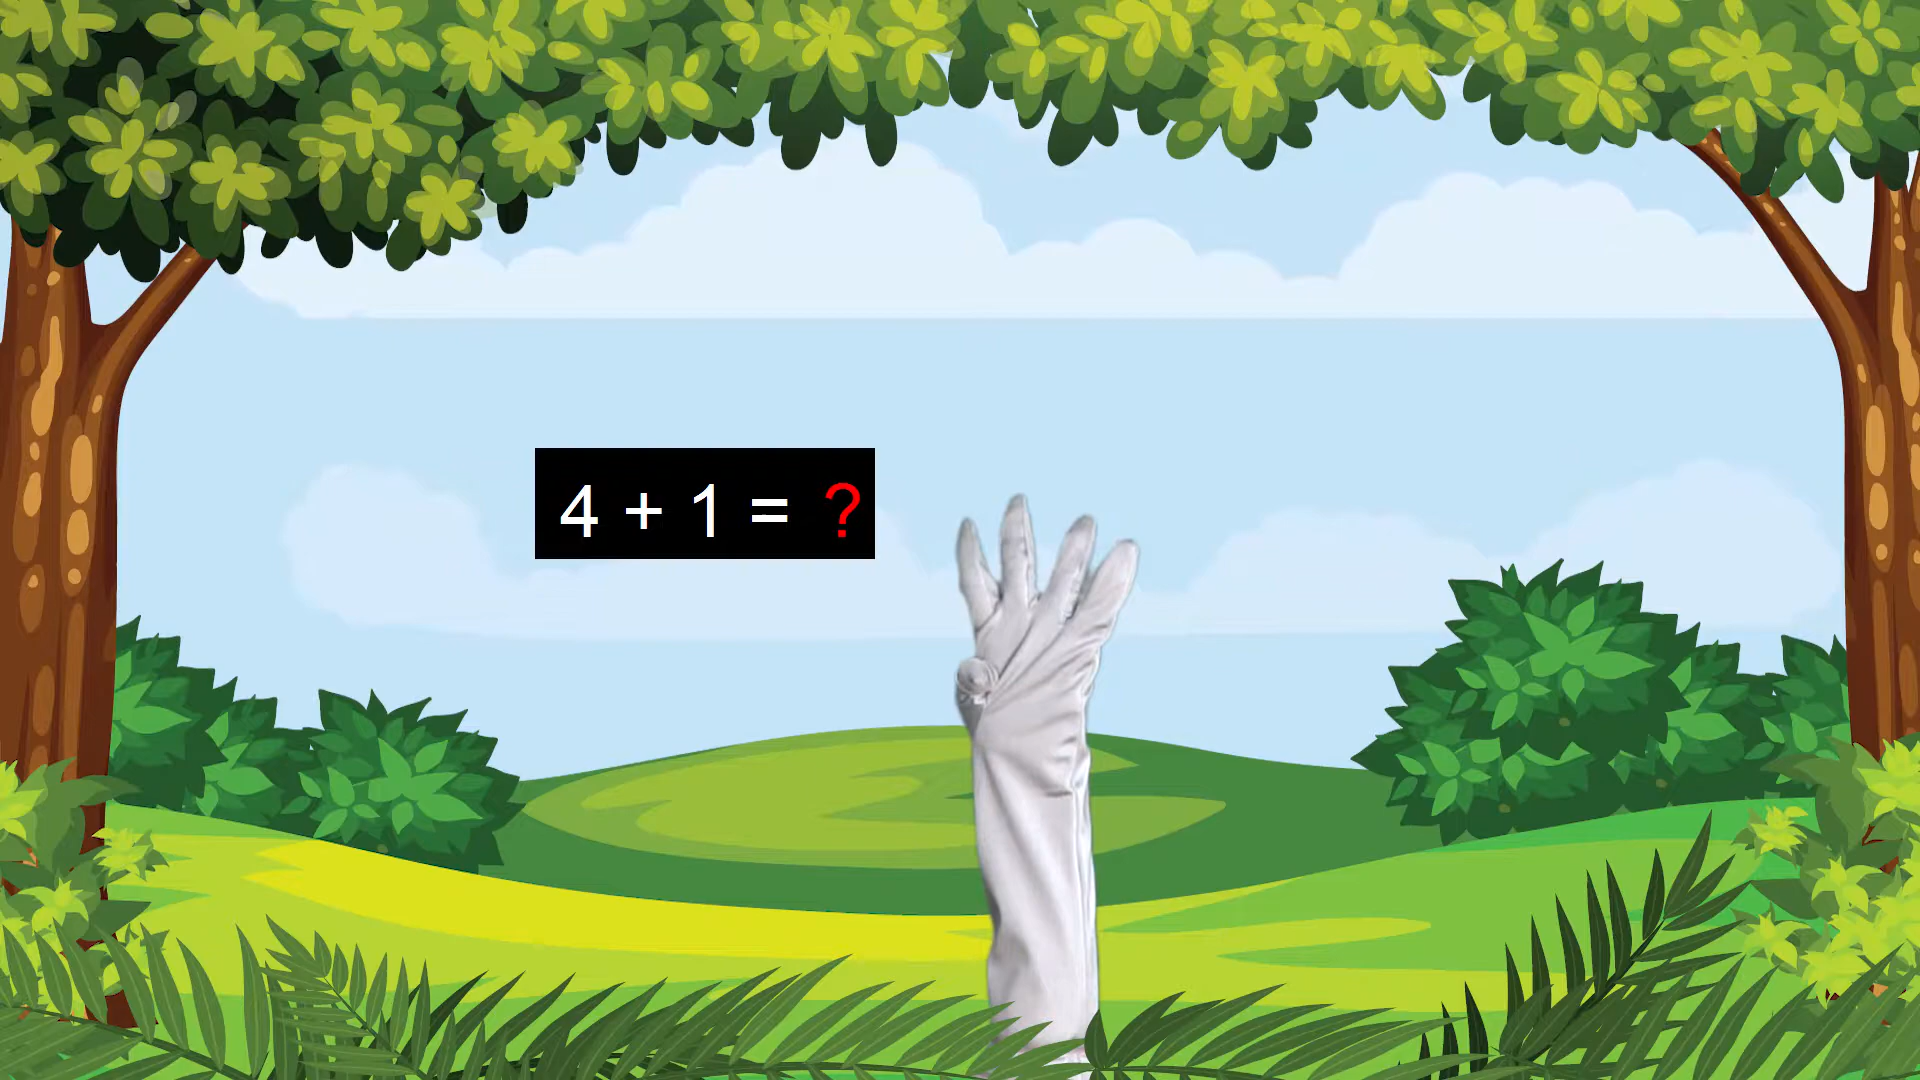 4 + 1 = ?